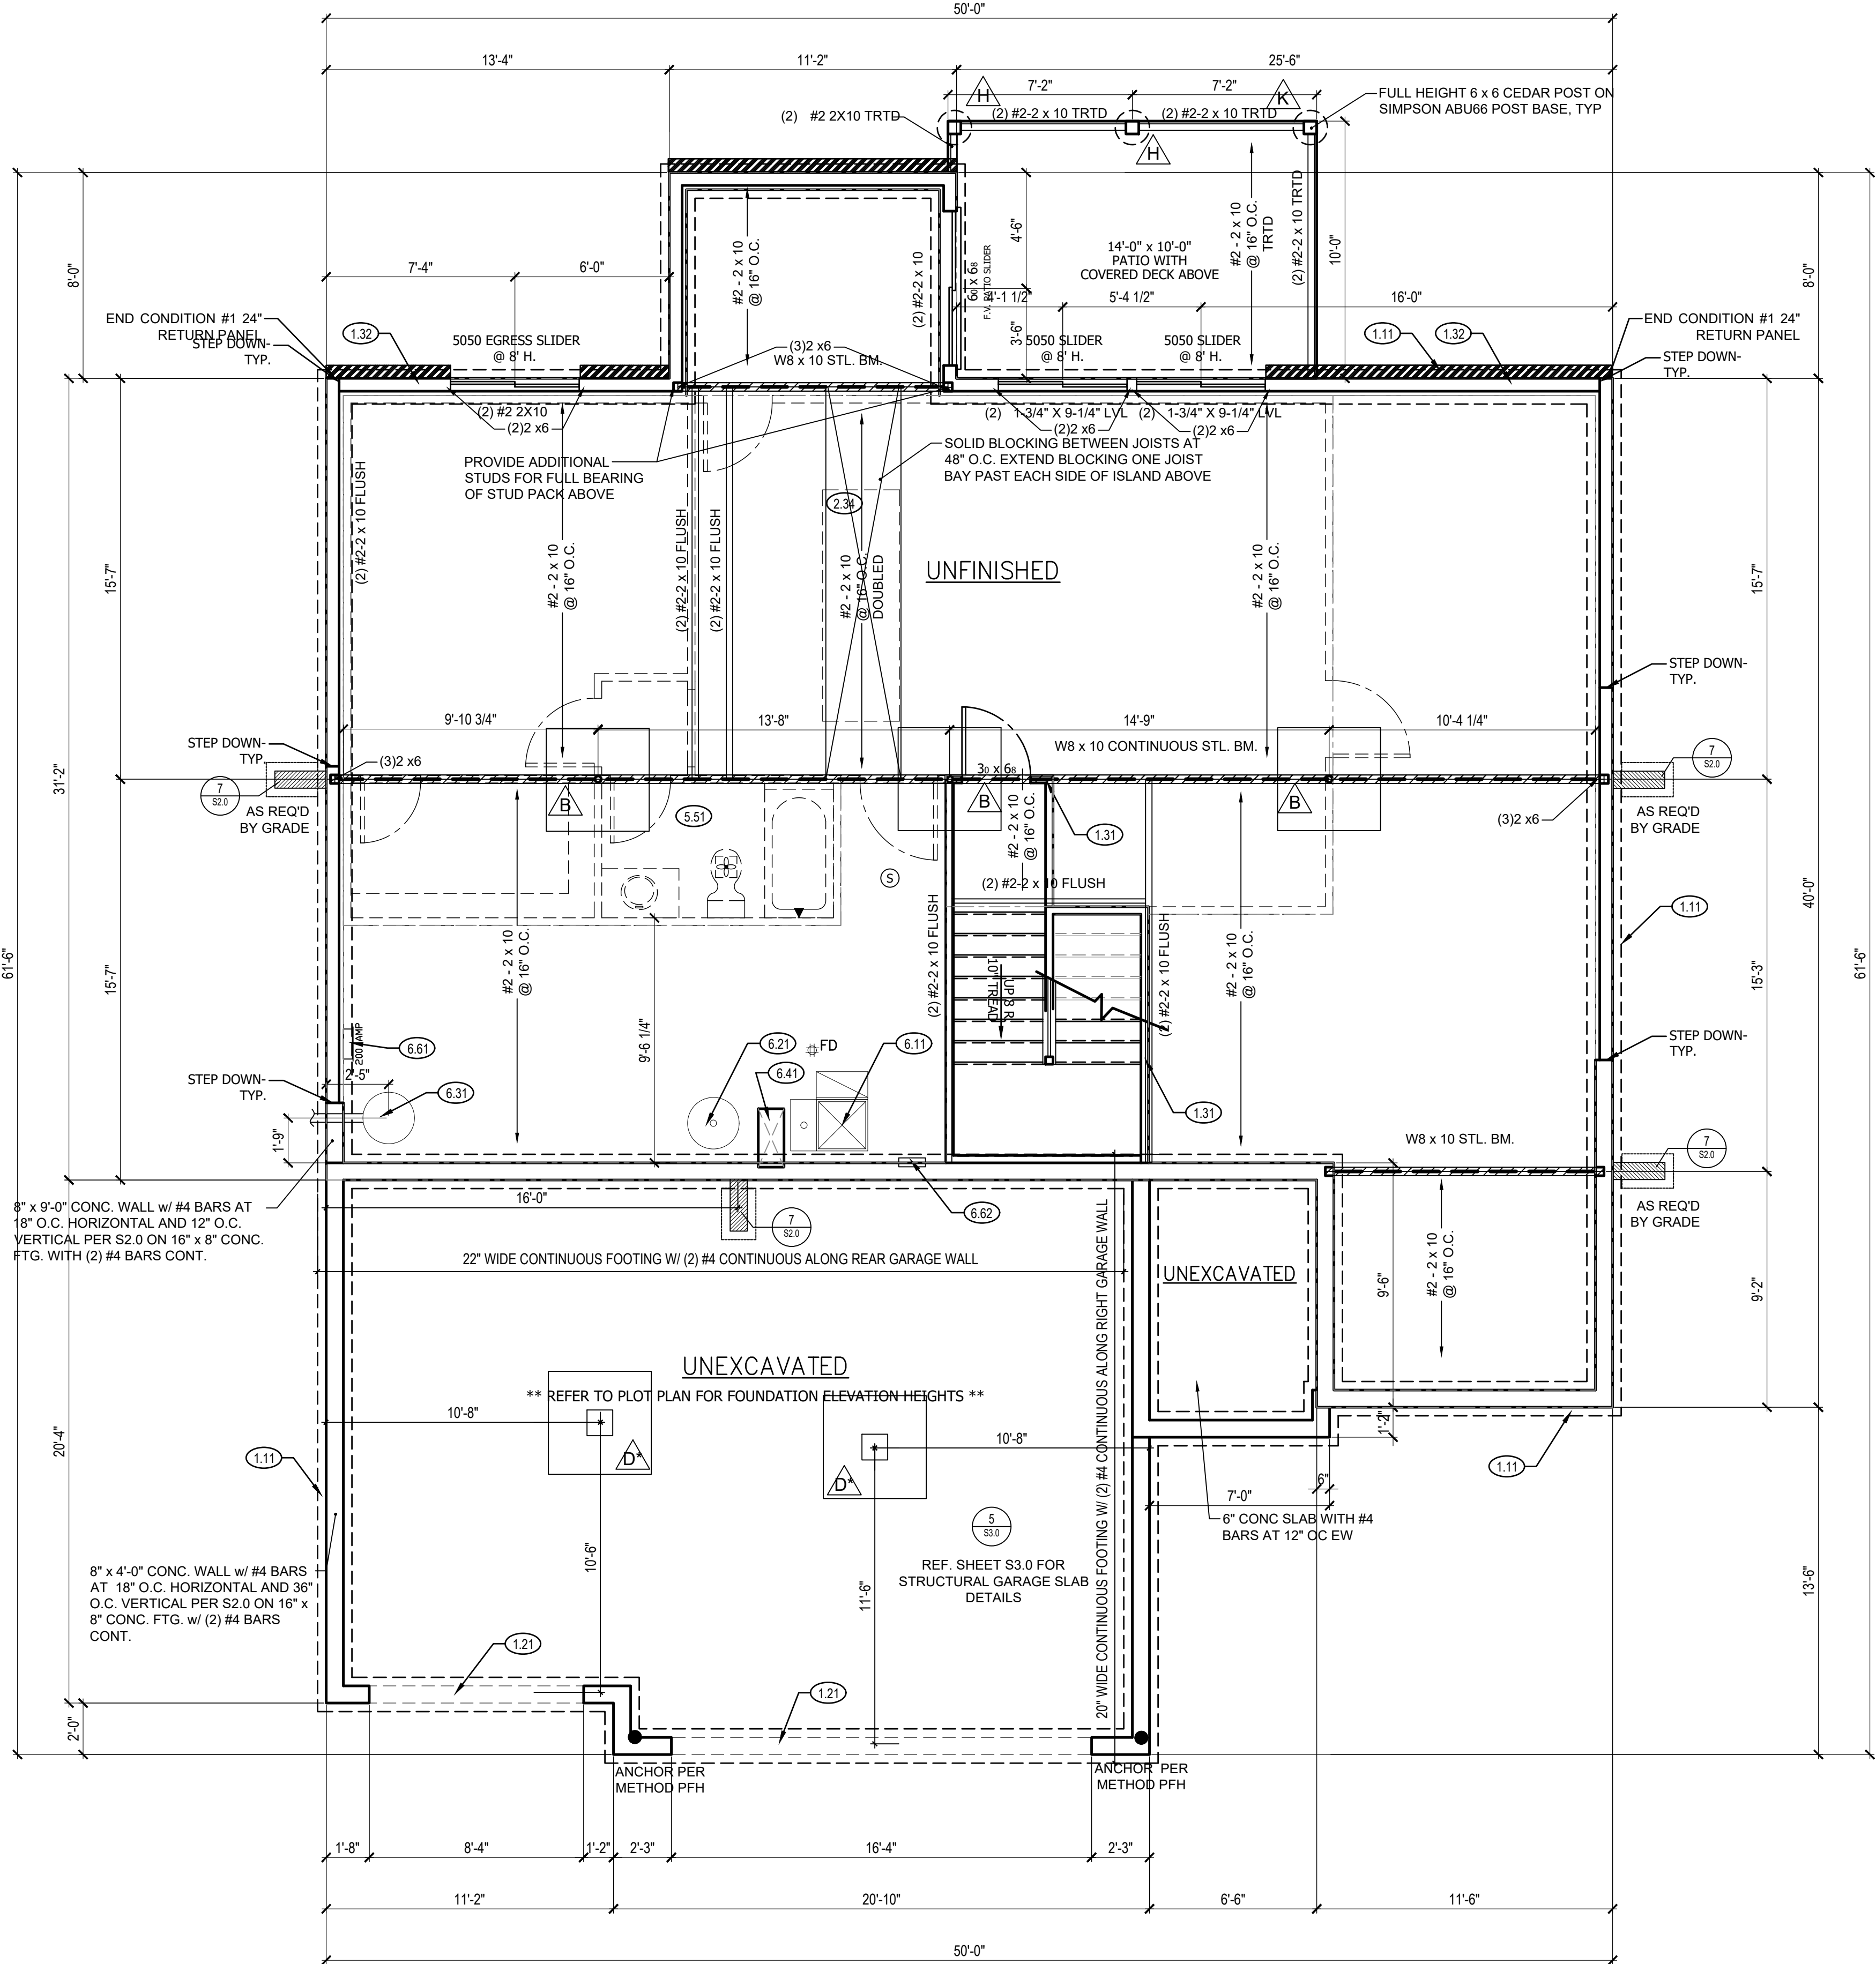 50'-0"
13'-4"
11'-2"
25'-6"
7'-2"
7'-2"
H
K
(2) #2 2X10 TRTD
(2) #2-2 x 10 TRTD
(2) #2-2 x 10 TRTD
FULL HEIGHT 6 x 6 CEDAR POST ON
SIMPSON ABU66 POST BASE, TYP
H
8'-0"
7'-4"
6'-0"
#2 - 2 x 10
@ 16" O.C.
(2) #2-2 x 10
60 x 68
F.V. PATIO SLIDER
4'-6"
3'-6"
14'-0" x 10'-0"
PATIO WITH
COVERED DECK ABOVE
#2 - 2 x 10
@ 16" O.C.
TRTD
(2) #2-2 x 10 TRTD
10'-0"
8'-0"
4'-1 1/2"
5'-4 1/2"
16'-0"
END CONDITION #1 24"
RETURN PANEL
STEP DOWN-
TYP.
1.32
5050 EGRESS SLIDER
@ 8' H.
(3)2 x6
W8 x 10 STL. BM.
5050 SLIDER
@ 8' H.
5050 SLIDER
@ 8' H.
1.11
1.32
END CONDITION #1 24"
RETURN PANEL
STEP DOWN-
TYP.
(2) #2 2X10
(2)2 x6
(2) 1-3/4" X 9-1/4" LVL
(2) 1-3/4" X 9-1/4" LVL
(2)2 x6
(2)2 x6
PROVIDE ADDITIONAL
STUDS FOR FULL BEARING
OF STUD PACK ABOVE
SOLID BLOCKING BETWEEN JOISTS AT
48" O.C. EXTEND BLOCKING ONE JOIST
BAY PAST EACH SIDE OF ISLAND ABOVE
(2) #2-2 x 10 FLUSH
#2 - 2 x 10
@ 16" O.C.
(2) #2-2 x 10 FLUSH
(2) #2-2 x 10 FLUSH
2.34
#2 - 2 x 10
@ 16" O.C.
DOUBLED
UNFINISHED
#2 - 2 x 10
@ 16" O.C.
15'-7"
15'-7"
31'-2"
61'-6"
STEP DOWN-
TYP.
9'-10 3/4"
13'-8"
14'-9"
10'-4 1/4"
STEP DOWN-
TYP.
(3)2 x6
W8 x 10 CONTINUOUS STL. BM.
30 x 68
7
S2.0
AS REQ'D
BY GRADE
7
S2.0
AS REQ'D
BY GRADE
(3)2 x6
B
B
B
5.51
1.31
S
#2 - 2 x 10
@ 16" O.C.
(2) #2-2 x 10 FLUSH
#2 - 2 x 10
@ 16" O.C.
(2) #2-2 x 10 FLUSH
UP 8 R
10" TREAD
(2) #2-2 x 10 FLUSH
#2 - 2 x 10
@ 16" O.C.
1.11
40'-0"
61'-6"
15'-7"
15'-3"
9'-6 1/4"
200 AMP
6.61
6.21
FD
6.11
6.41
STEP DOWN-
TYP.
STEP DOWN-
TYP.
2'-5"
6.31
1'-9"
1.31
W8 x 10 STL. BM.
7
S2.0
AS REQ'D
BY GRADE
8" x 9'-0" CONC. WALL w/ #4 BARS AT
18" O.C. HORIZONTAL AND 12" O.C.
VERTICAL PER S2.0 ON 16" x 8" CONC.
FTG. WITH (2) #4 BARS CONT.
16'-0"
7
S2.0
6.62
22" WIDE CONTINUOUS FOOTING W/ (2) #4 CONTINUOUS ALONG REAR GARAGE WALL
20" WIDE CONTINUOUS FOOTING W/ (2) #4 CONTINUOUS ALONG RIGHT GARAGE WALL
UNEXCAVATED
9'-6"
#2 - 2 x 10
@ 16" O.C.
9'-2"
UNEXCAVATED
** REFER TO PLOT PLAN FOR FOUNDATION ELEVATION HEIGHTS **
20'-4"
10'-8"
D*
D*
10'-8"
1'-2"
1.11
1.11
6"
7'-0"
6" CONC SLAB WITH #4
BARS AT 12" OC EW
5
S3.0
REF. SHEET S3.0 FOR
STRUCTURAL GARAGE SLAB
DETAILS
10'-6"
11'-6"
13'-6"
8" x 4'-0" CONC. WALL w/ #4 BARS
AT 18" O.C. HORIZONTAL AND 36"
O.C. VERTICAL PER S2.0 ON 16" x
8" CONC. FTG. w/ (2) #4 BARS
CONT.
1.21
1.21
2'-0"
ANCHOR PER
METHOD PFH
ANCHOR PER
METHOD PFH
1'-8"
8'-4"
1'-2"
2'-3"
16'-4"
2'-3"
11'-2"
20'-10"
6'-6"
11'-6"
50'-0"